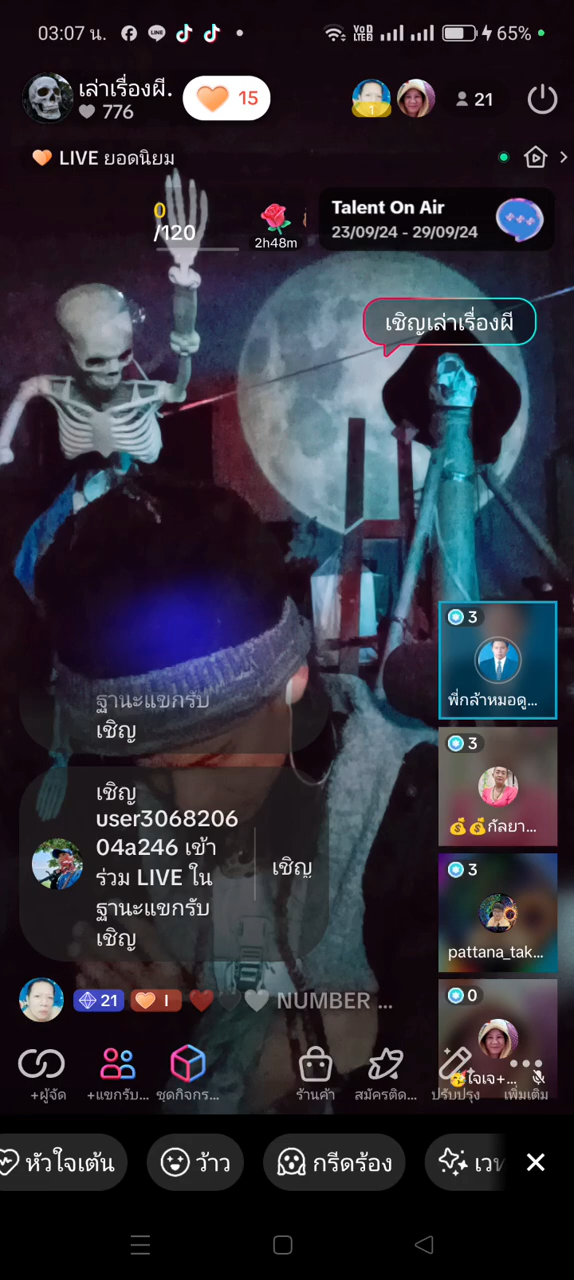 03:07 น.
VoD LTE2
65%
เล่าเรื่องผี.
776
15
1
21
LIVE ยอดนิยม
0
/120
2h48m
Talent On Air
23/09/24 - 29/09/24
เชิญเล่าเรื่องผี
3
พี่กล้าหมอดู...
ฐานะแขกรับ
เชิญ
3
💰💰กัลยา...
เชิญ
user3068206
04a246 เข้า
ร่วม LIVE ใน
ฐานะแขกรับ
เชิญ
เชิญ
3
pattana_tak...
21
I
NUMBER ...
0
ใจเจ+...
+ผู้จัด
+แขกรับ...
ชุดกิจกร...
ร้านค้า
สมัครติด...
ปรับปรุง
เพิ่มเติม
หัวใจเต้น
ว้าว
กรีดร้อง